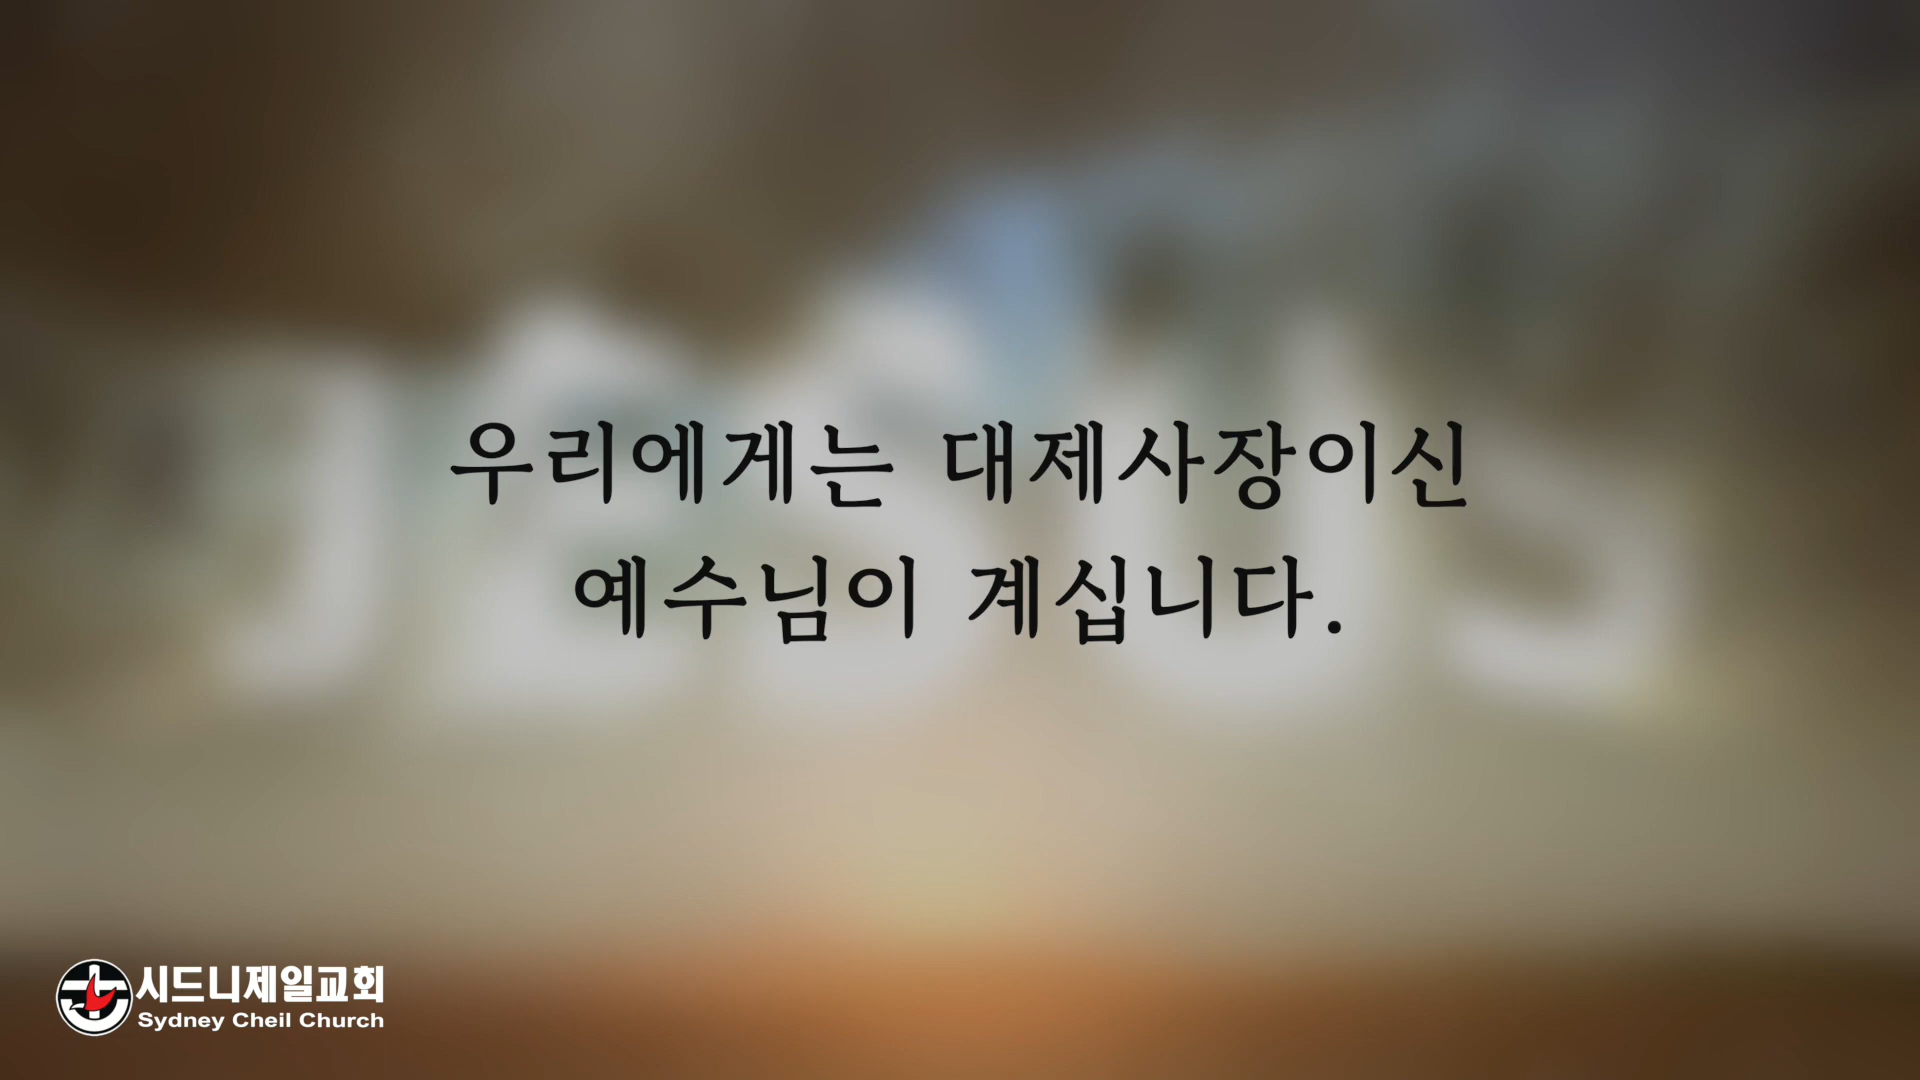 JESUS
우리에게는 대제사장이신
예수님이 계십니다.
시드니제일교회
Sydney Cheil Church